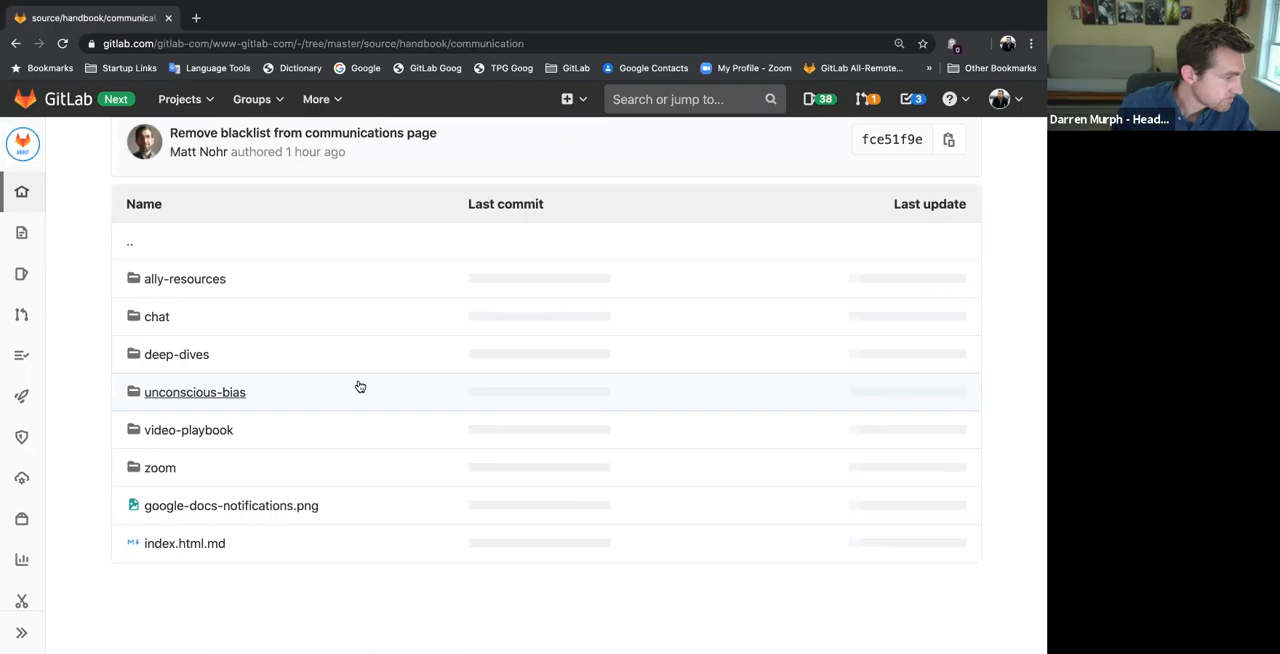 source/handbook/communicat
gitlab.com/gitlab-com/www-gitlab-com/-/tree/master/source/handbook/communication
0
Bookmarks Startup Links Language Tools Dictionary Google GitLab Goog TPG Goog GitLab Google Contacts My Profile - Zoom GitLab All-Remote... » Other Bookmarks
GitLab Next Projects Groups More Search or jump to... 38 1 3
Darren Murph - Head...
ABOUT
Remove blacklist from communications page
Matt Nohr authored 1 hour ago
fce51f9e
Name Last commit Last update
..
ally-resources
chat
deep-dives
unconscious-bias
video-playbook
zoom
google-docs-notifications.png
index.html.md